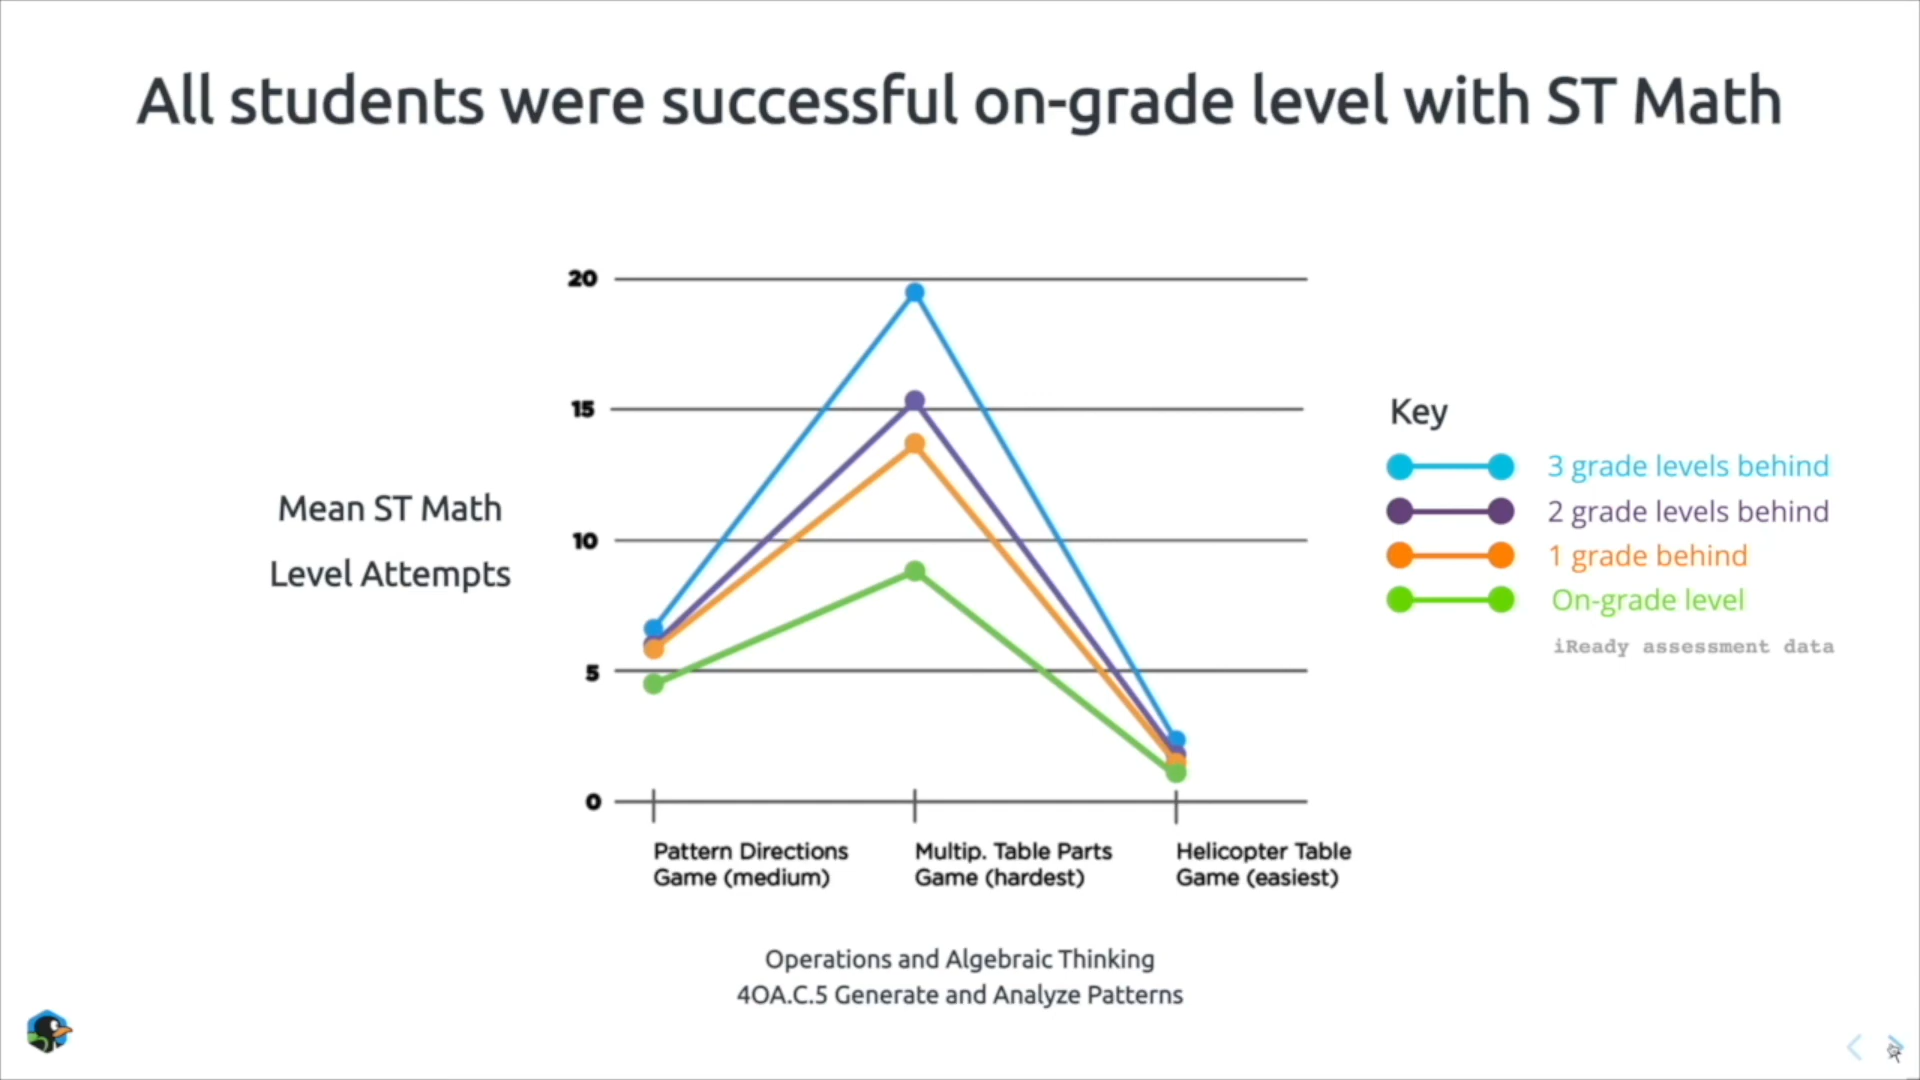 All students were successful on-grade level with ST Math
20
15
10
5
0
Mean ST Math
Level Attempts
Pattern Directions
Game (medium)
Multip. Table Parts
Game (hardest)
Helicopter Table
Game (easiest)
Key
3 grade levels behind
2 grade levels behind
1 grade behind
On-grade level
iReady assessment data
Operations and Algebraic Thinking
4OA.C.5 Generate and Analyze Patterns